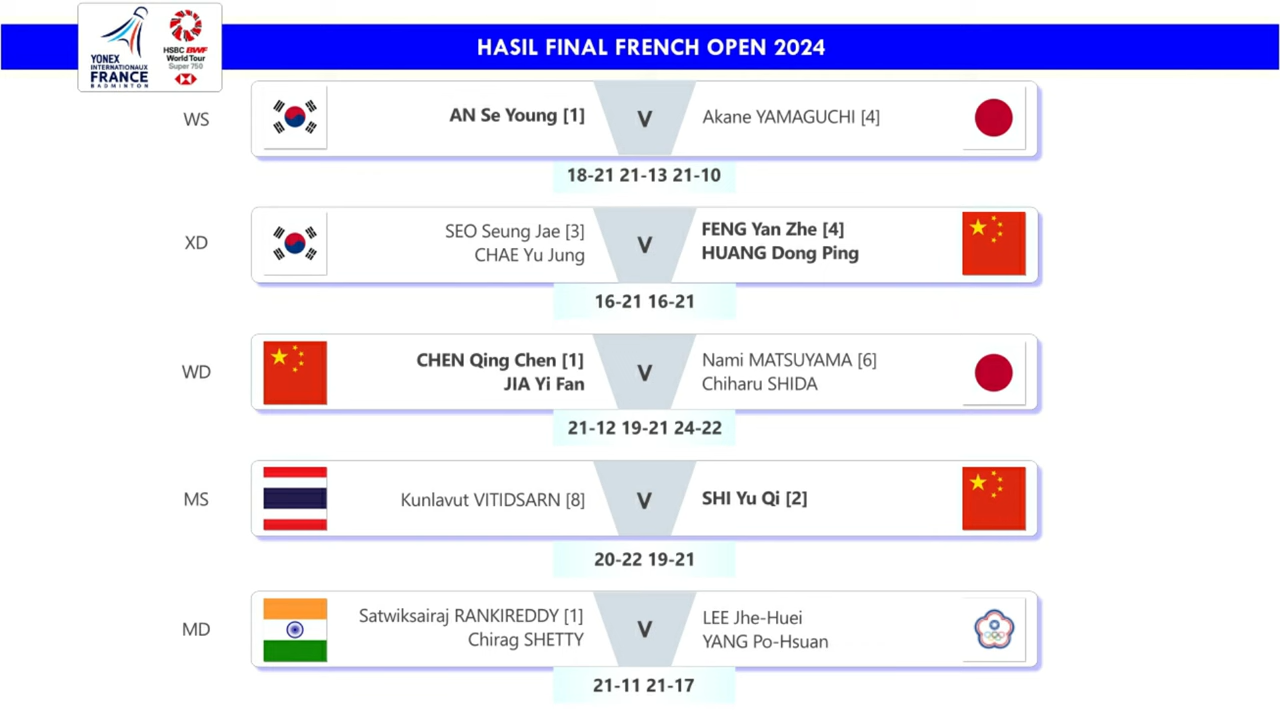 YONEX
INTERNATIONAUX
FRANCE
BADMINTON
HSBC BWF
World Tour
Super 750
HASIL FINAL FRENCH OPEN 2024
WS
AN Se Young [1]
V
Akane YAMAGUCHI [4]
18-21 21-13 21-10
XD
SEO Seung Jae [3]
CHAE Yu Jung
V
FENG Yan Zhe [4]
HUANG Dong Ping
16-21 16-21
WD
CHEN Qing Chen [1]
JIA Yi Fan
V
Nami MATSUYAMA [6]
Chiharu SHIDA
21-12 19-21 24-22
MS
Kunlavut VITIDSARN [8]
V
SHI Yu Qi [2]
20-22 19-21
MD
Satwiksairaj RANKIREDDY [1]
Chirag SHETTY
V
LEE Jhe-Huei
YANG Po-Hsuan
21-11 21-17